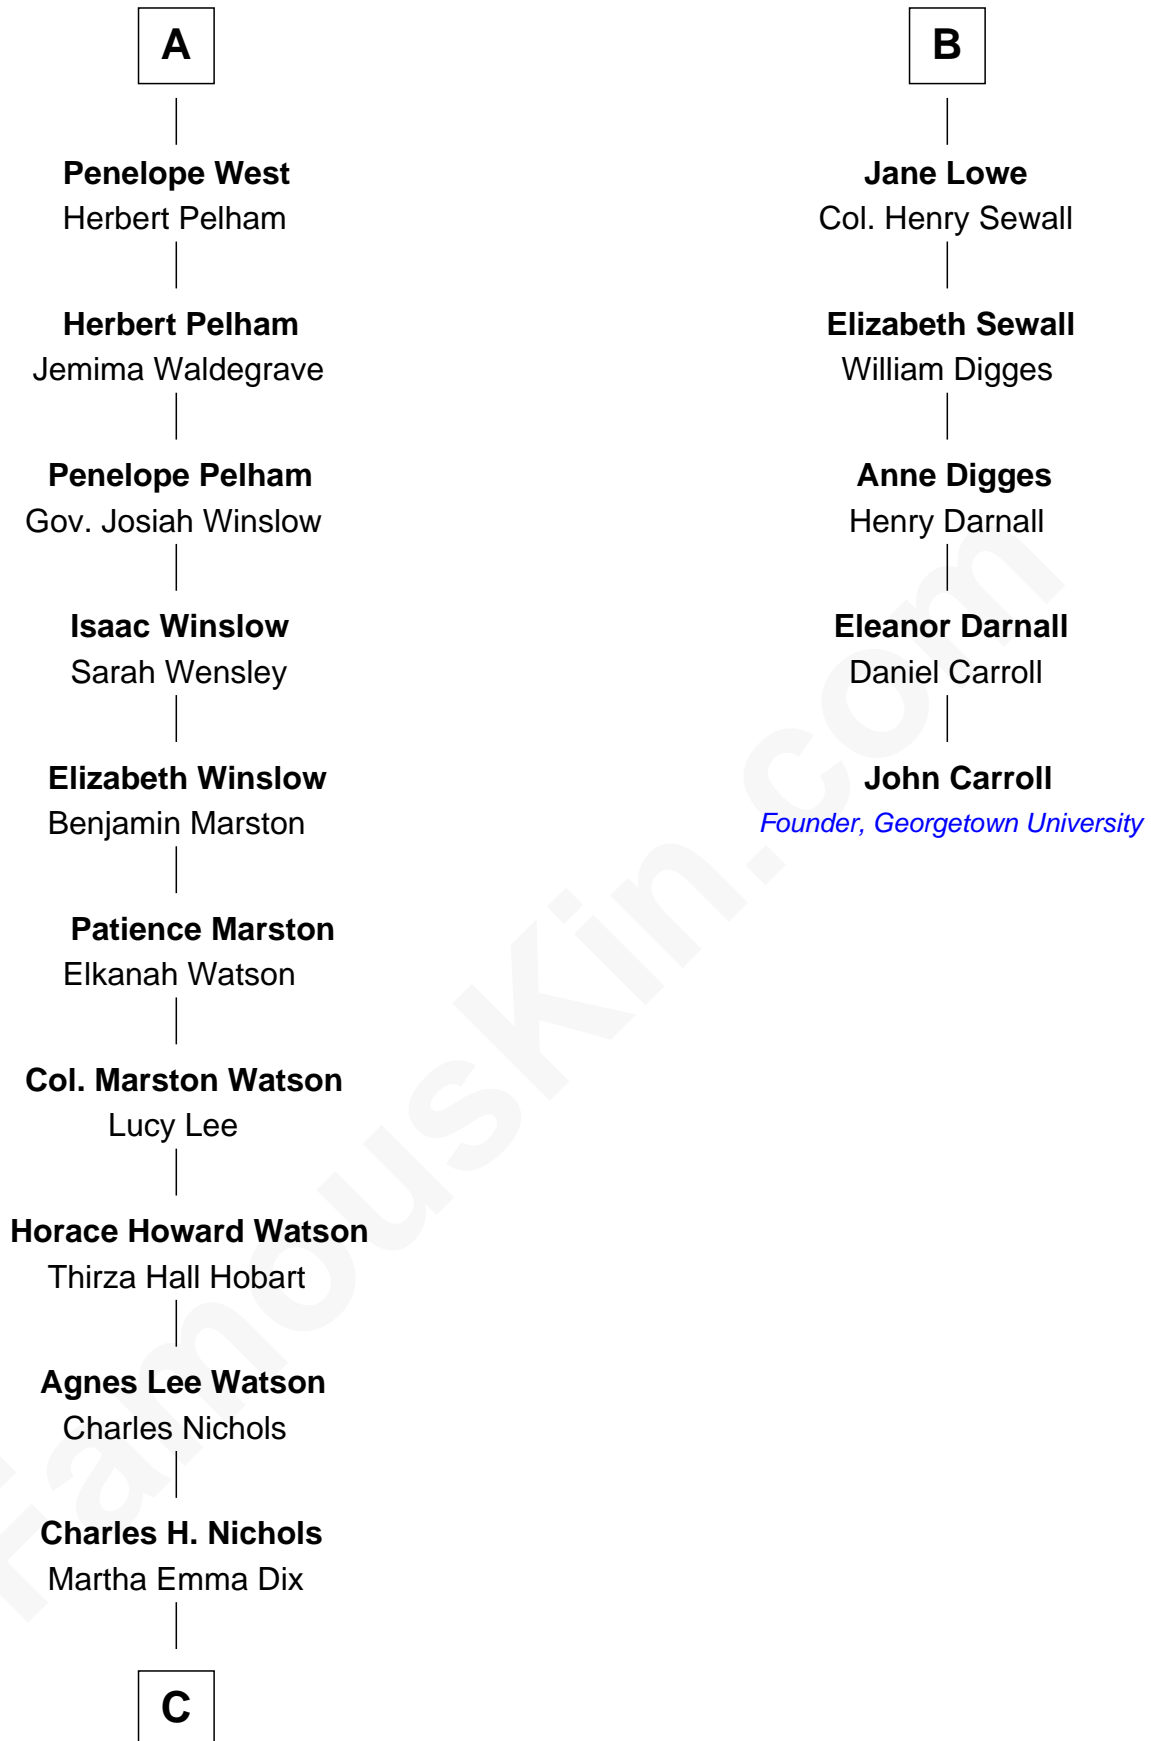 A
Penelope West
Herbert Pelham
Herbert Pelham
Jemima Waldegrave
Penelope Pelham
Gov. Josiah Winslow
Isaac Winslow
Sarah Wensley
Elizabeth Winslow
Benjamin Marston
Patience Marston
Elkanah Watson
Col. Marston Watson
Lucy Lee
Horace Howard Watson
Thirza Hall Hobart
Agnes Lee Watson
Charles Nichols
Charles H. Nichols
Martha Emma Dix
C
B
Jane Lowe
Col. Henry Sewall
Elizabeth Sewall
William Digges
Anne Digges
Henry Darnall
Eleanor Darnall
Daniel Carroll
John Carroll
Founder, Georgetown University
FamousKin.com